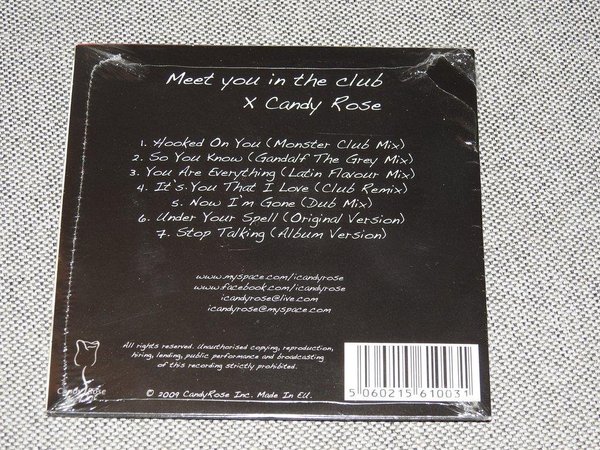 Meet you in the club
X Candy Rose
1. Hooked On You (Monster Club Mix)
2. So You Know (Gandalf The Grey Mix)
3. You Are Everything (Latin Flavour Mix)
4. It's You That I Love (Club Remix)
5. Now I'm Gone (Dub Mix)
6. Under Your Spell (Original Version)
7. Stop Talking (Album Version)
www.myspace.com/icandyrose
www.facebook.com/icandyrose
icandyrose@live.com
icandyrose@myspace.com
All rights reserved. Unauthorised copying, reproduction,
hiring, lending, public performance and broadcasting
of this recording strictly prohibited.
Candy Rose
© 2009 CandyRose Inc. Made In EU.
5 060215 610031